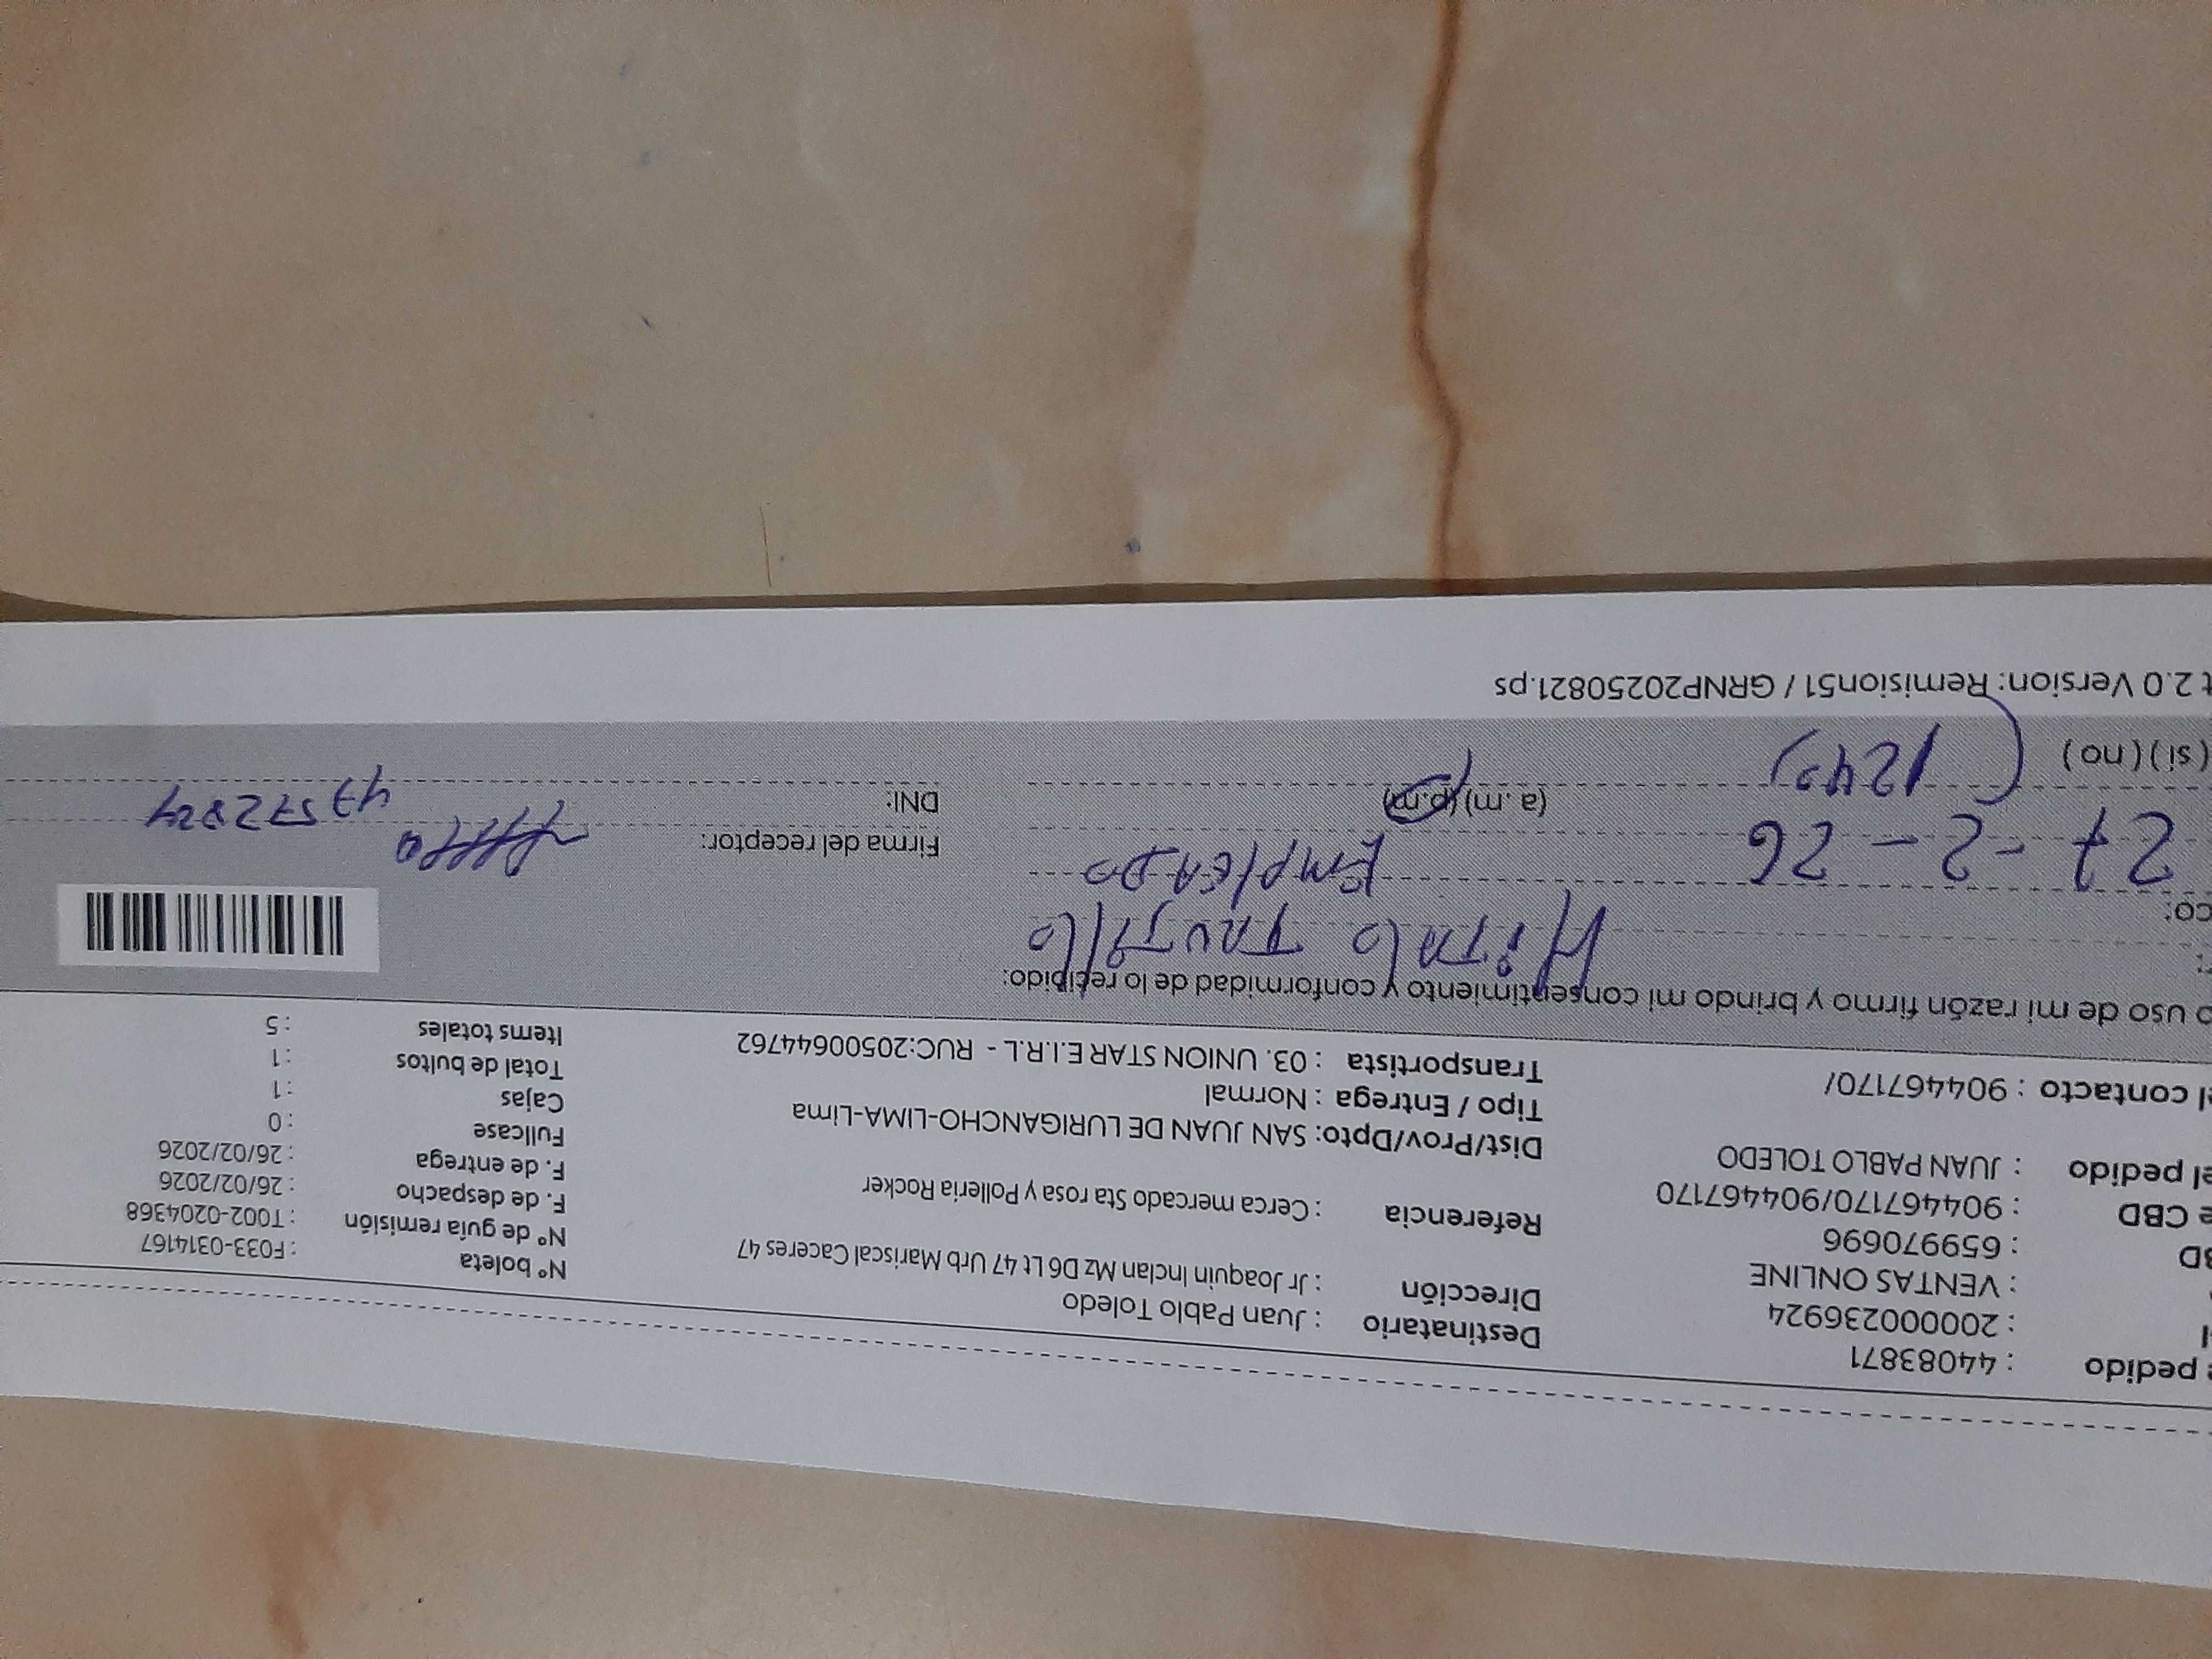 e pedido : 44083871 Destinatario : Juan Pablo Toledo Nº boleta : F033-0314167
: 20000236924 Dirección : Jr Joaquin Inclan Mz D6 Lt 47 Urb Mariscal Caceres 47 Nº de guía remisión : T002-0204368
: VENTAS ONLINE Referencia : Cerca mercado Sta rosa y Polleria Rocker F. de despacho : 26/02/2026
BD : 659970696 F. de entrega : 26/02/2026
e CBD : 904467170/904467170 Dist/Prov/Dpto: SAN JUAN DE LURIGANCHO-LIMA-Lima Fullcase : 0
el pedido : JUAN PABLO TOLEDO Tipo / Entrega : Normal Cajas : 1
el contacto : 904467170/ Transportista : 03. UNION STAR E.I.R.L - RUC:20500644762 Total de bultos : 1
Items totales : 5
o uso de mi razón firmo y brindo mi consentimiento y conformidad de lo recibido:
co:
EMPLEADO Firma del receptor:
27-2-26 (a.m) (p.m) DNI:
(si) (no)
t 2.0 Version: Remision51 / GRNP20250821.ps